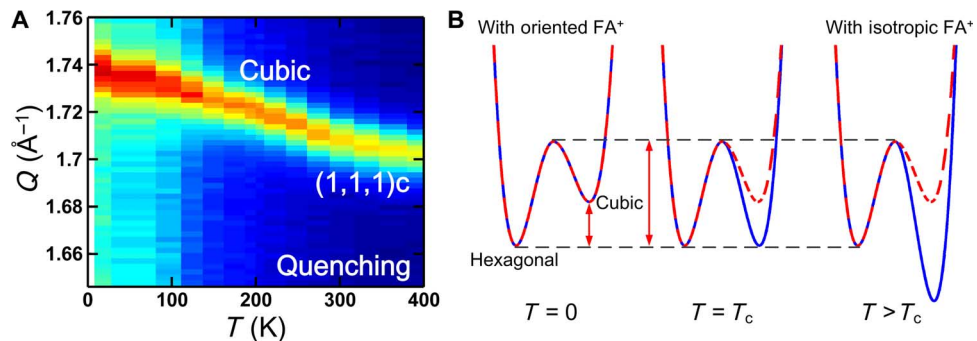 A
1.76
1.74
1.72
1.7
1.68
1.66
Q (Å⁻¹)
Cubic
(1,1,1)c
Quenching
0
100
200
300
400
T (K)
B
With oriented FA⁺
With isotropic FA⁺
Cubic
Hexagonal
T = 0
T = Tc
T > Tc